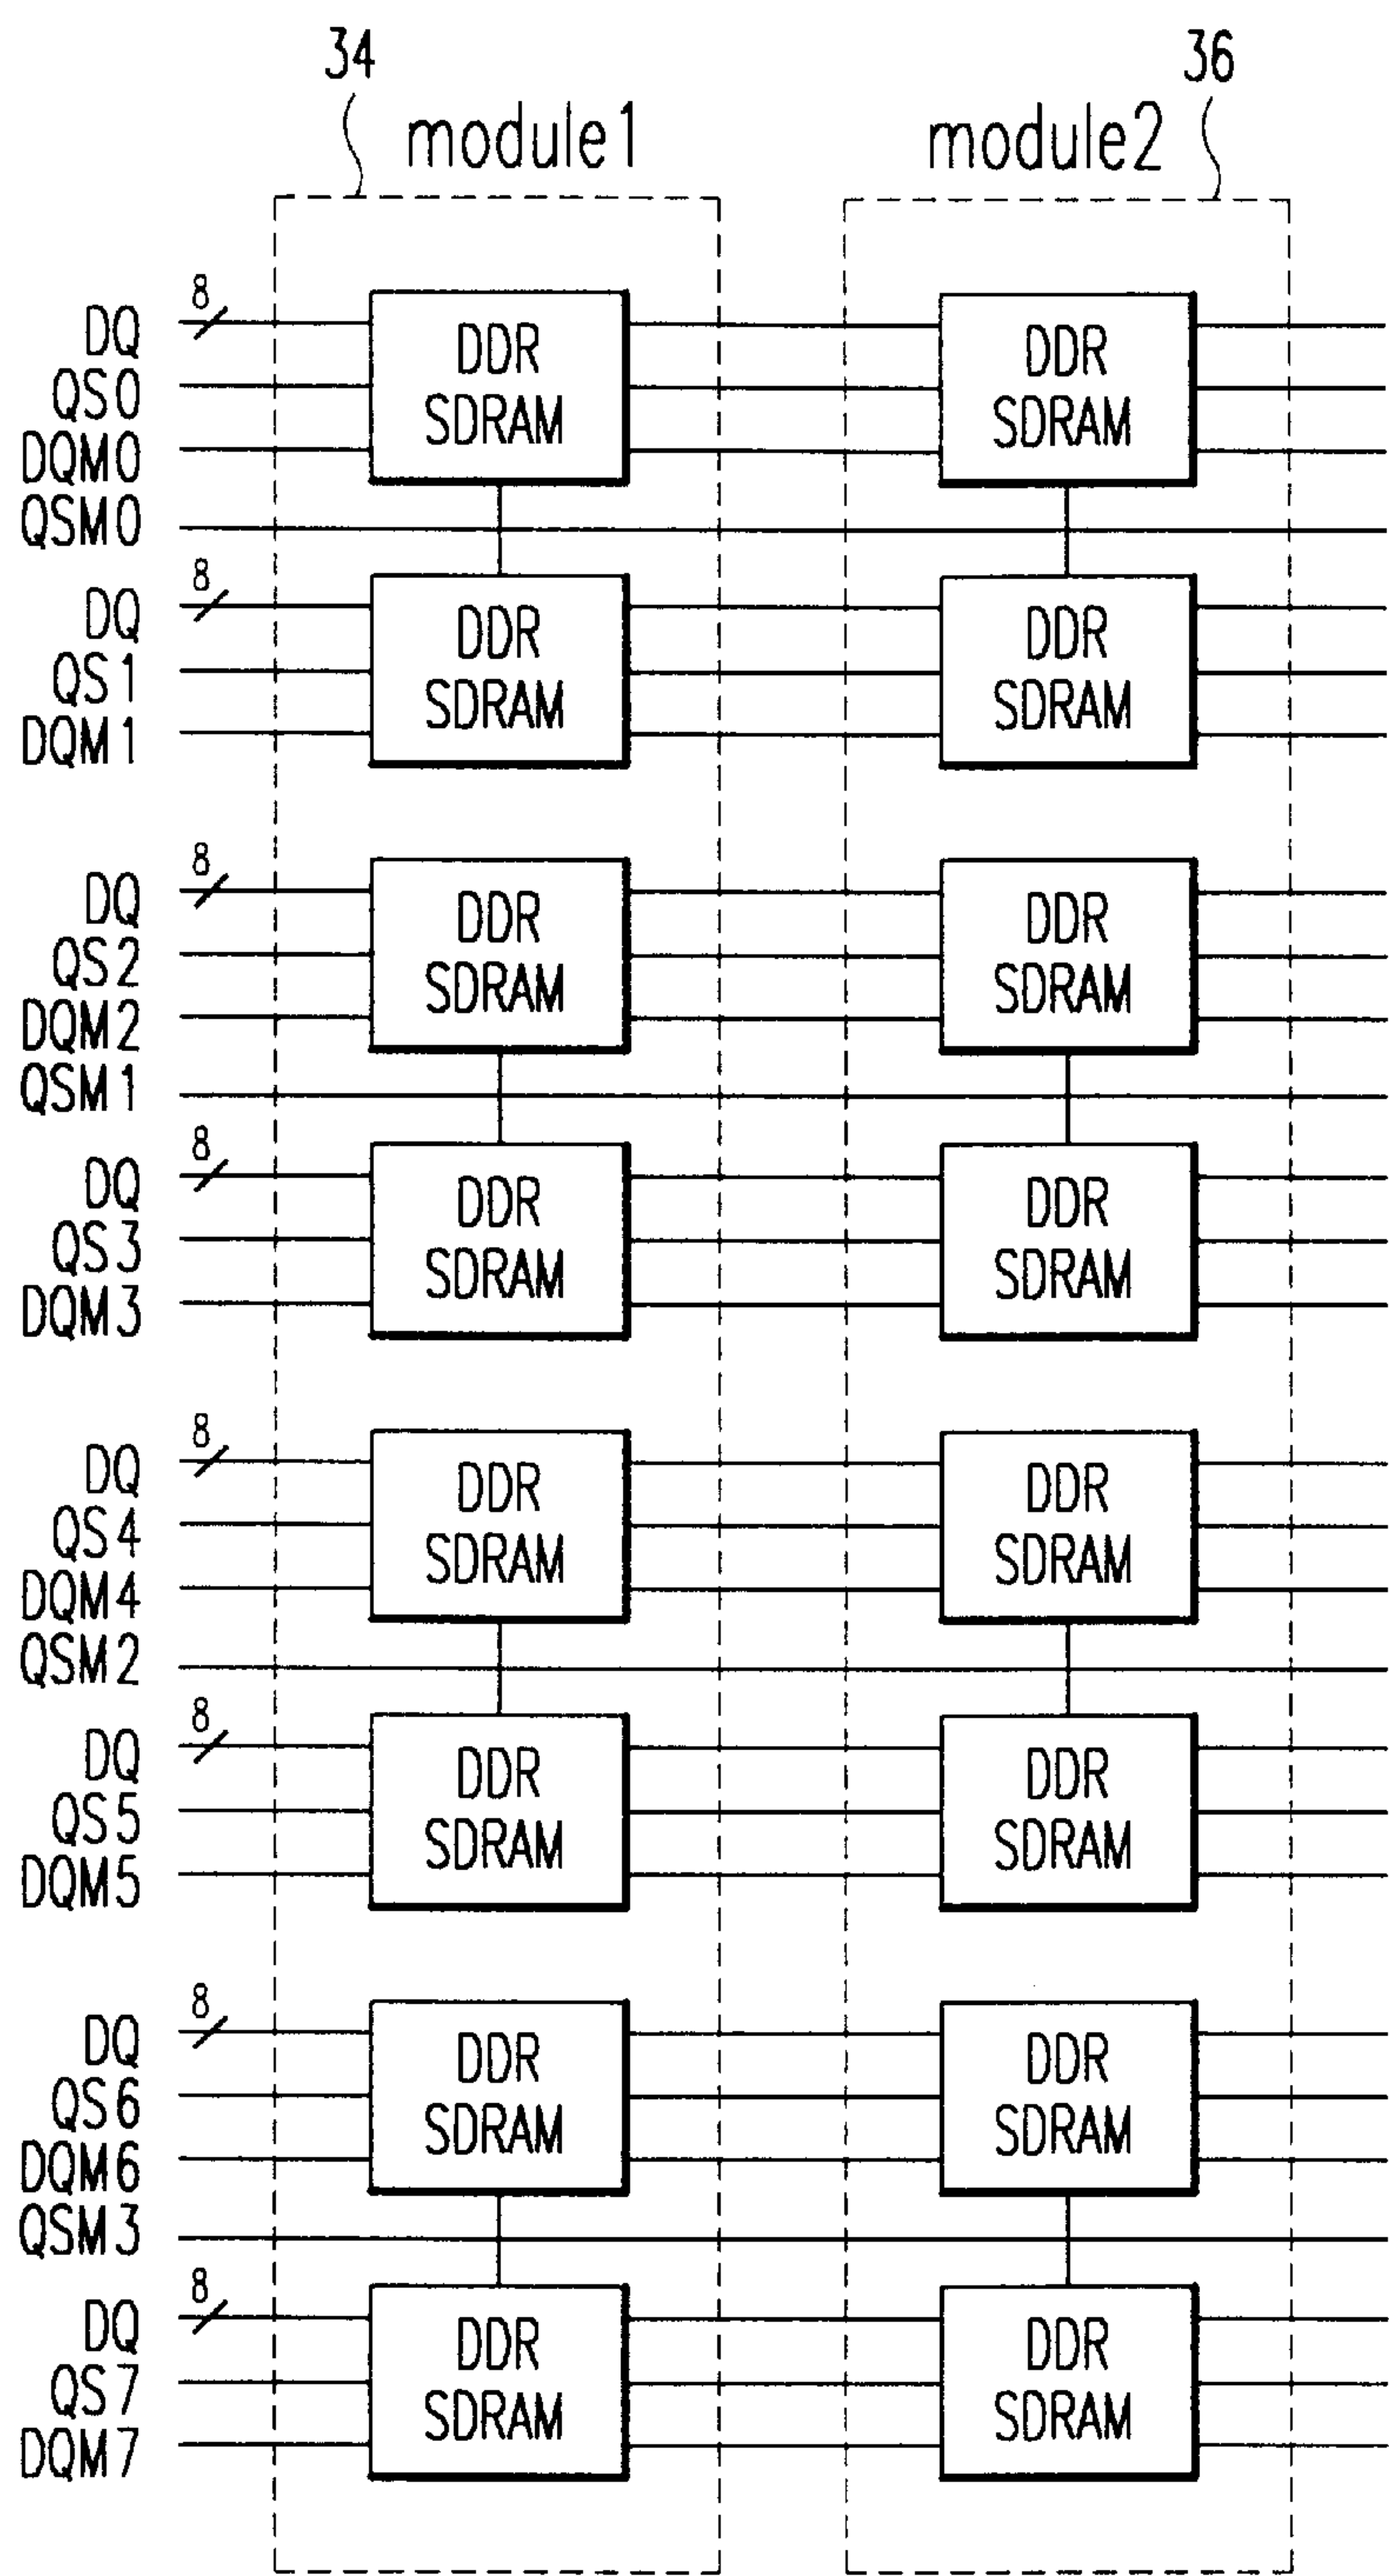 34 36
module1 module2
8
DQ DDR DDR
QS0 SDRAM SDRAM
DQM0
QSM0
8
DQ DDR DDR
QS1 SDRAM SDRAM
DQM1
8
DQ DDR DDR
QS2 SDRAM SDRAM
DQM2
QSM1
8
DQ DDR DDR
QS3 SDRAM SDRAM
DQM3
8
DQ DDR DDR
QS4 SDRAM SDRAM
DQM4
QSM2
8
DQ DDR DDR
QS5 SDRAM SDRAM
DQM5
8
DQ DDR DDR
QS6 SDRAM SDRAM
DQM6
QSM3
8
DQ DDR DDR
QS7 SDRAM SDRAM
DQM7